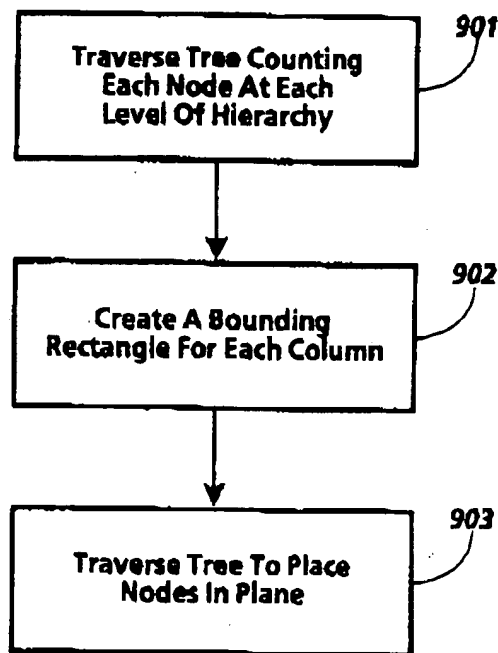 901
Traverse Tree Counting
Each Node At Each
Level Of Hierarchy
902
Create A Bounding
Rectangle For Each Column
903
Traverse Tree To Place
Nodes In Plane